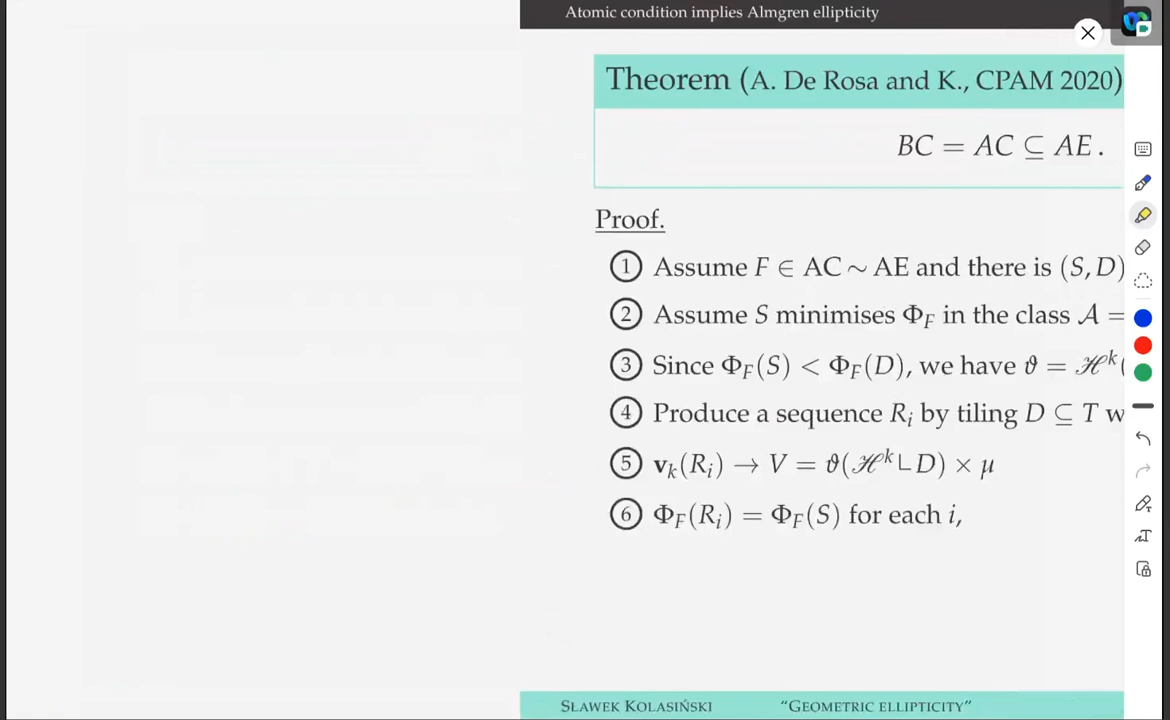 Atomic condition implies Almgren ellipticity
Theorem (A. De Rosa and K., CPAM 2020)
BC = AC ⊆ AE .
Proof.
① Assume F ∈ AC ∼ AE and there is (S, D)
② Assume S minimises Φ_F in the class 𝒜 =
③ Since Φ_F(S) < Φ_F(D), we have ϑ = ℋ^k(
④ Produce a sequence R_i by tiling D ⊆ T w
⑤ v_k(R_i) → V = ϑ(ℋ^k ∟ D) × μ
⑥ Φ_F(R_i) = Φ_F(S) for each i,
SŁAWEK KOLASIŃSKI “GEOMETRIC ELLIPTICITY”